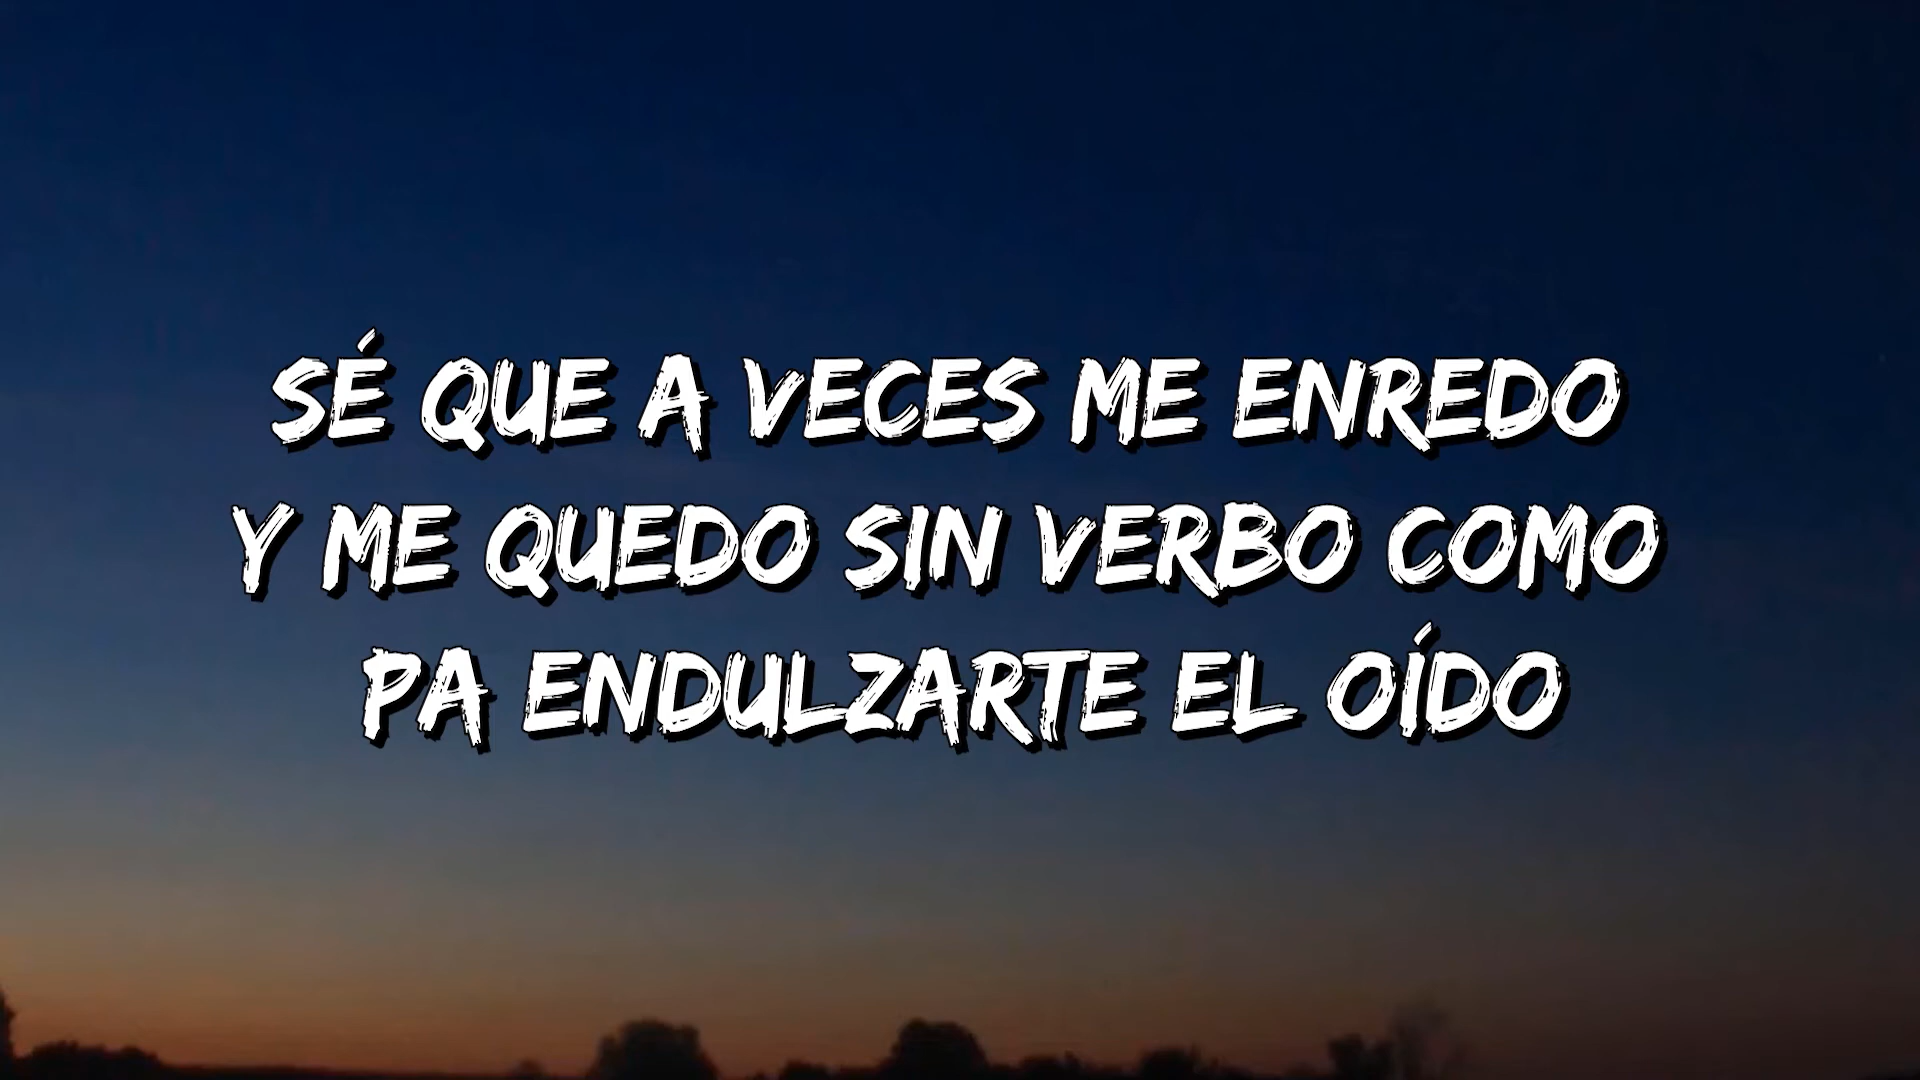 SÉ QUE A VECES ME ENREDO
Y ME QUEDO SIN VERBO COMO
PA ENDULZARTE EL OÍDO